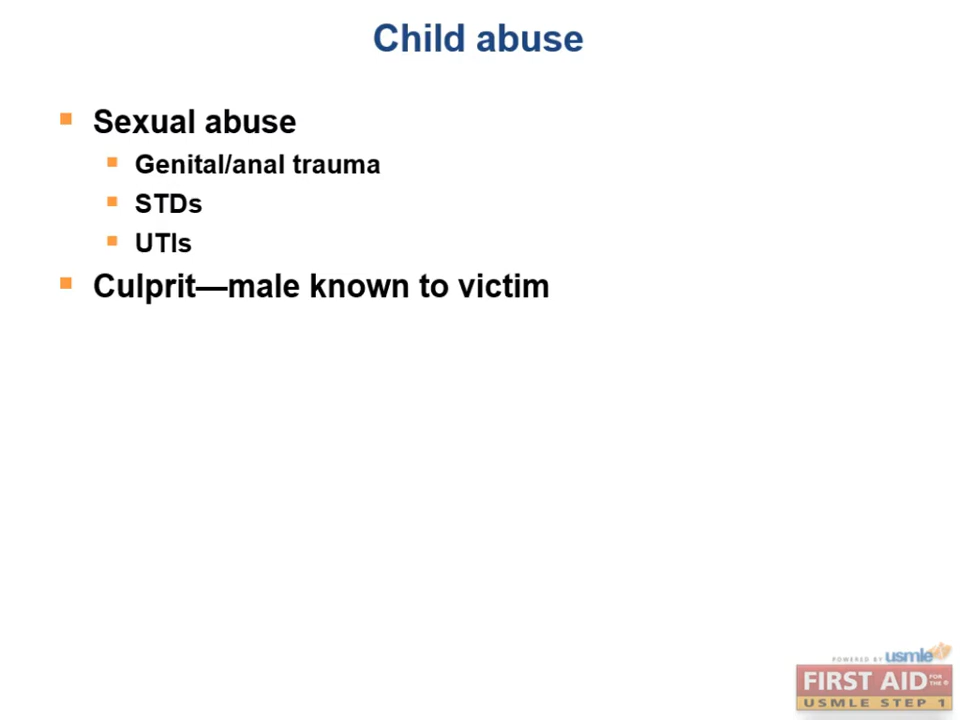 Child abuse
Sexual abuse
Genital/anal trauma
STDs
UTIs
Culprit—male known to victim
POWERED BY usmle
FIRST AID FOR THE
USMLE STEP 1